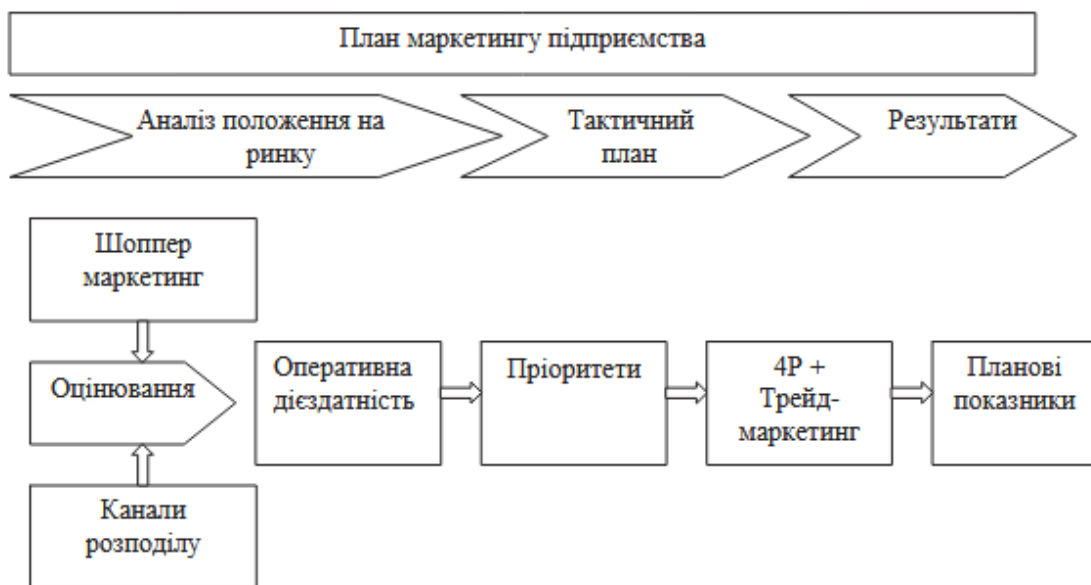 План маркетингу підприємства
Аналіз положення на
ринку
Тактичний
план
Результати
Шоппер
маркетинг
Оцінювання
Канали
розподілу
Оперативна
дієздатність
Пріоритети
4P +
Трейд-
маркетинг
Планові
показники